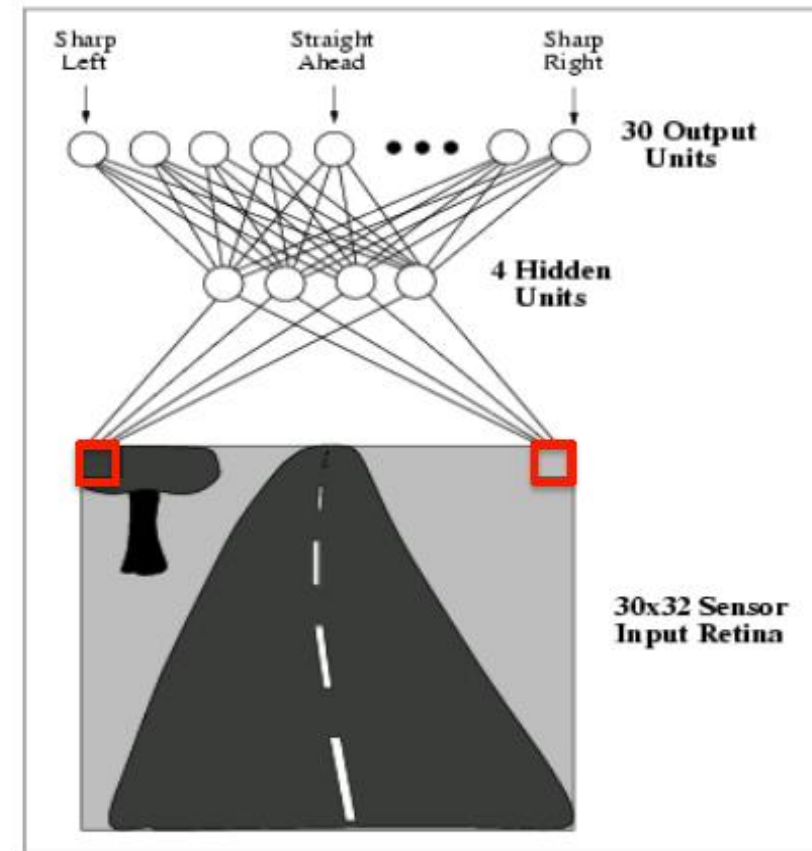 Sharp
Left
Straight
Ahead
Sharp
Right
30 Output
Units
4 Hidden
Units
30x32 Sensor
Input Retina